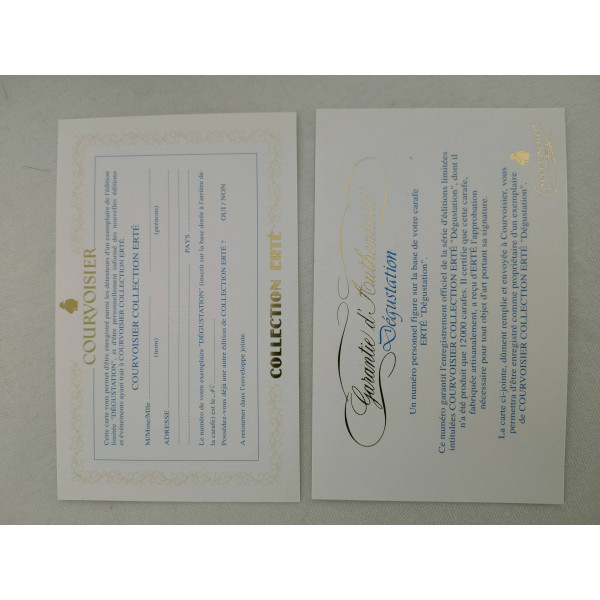 COURVOISIER
Cette carte vous permet d'être enregistré parmi les détenteurs d'un exemplaire de l'édition
limitée "DÉGUSTATION", et d'être personnellement informé des nouvelles éditions
et événements ayant trait à COURVOISIER COLLECTION ERTÉ.
COURVOISIER COLLECTION ERTÉ
M/Mme/Mlle
(nom) (prénom)
ADRESSE
PAYS
Le numéro de votre exemplaire "DÉGUSTATION" (inscrit sur la base dorée à l'arrière de
la carafe) est le
Possédez-vous déjà une autre édition de COLLECTION ERTÉ ? OUI / NON
A retourner dans l'enveloppe jointe.
COLLECTION ERTÉ
Garantie d'Authenticité
Dégustation
Un numéro personnel figure sur la base de votre carafe
ERTÉ "Dégustation".
Ce numéro garantit l'enregistrement officiel de la série d'éditions limitées
intitulées COURVOISIER COLLECTION ERTÉ "Dégustation", dont il
n'a été produit que 12000 carafes. Il certifie que cette carafe,
fabriquée artisanalement, a reçu d'ERTÉ l'approbation
nécessaire pour tout objet d'art portant sa signature.
La carte ci-jointe, dûment remplie et envoyée à Courvoisier, vous
permettra d'être enregistré comme propriétaire d'un exemplaire
de COURVOISIER COLLECTION ERTÉ "Dégustation".